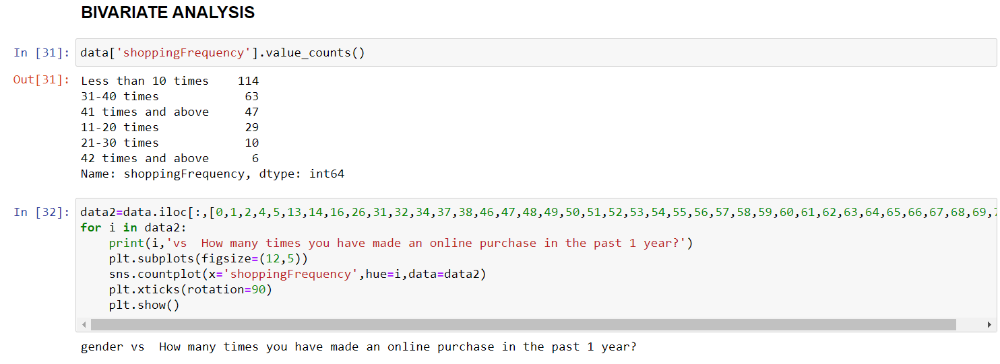 BIVARIATE ANALYSIS
In [31]: data['shoppingFrequency'].value_counts()
Out[31]: Less than 10 times    114
31-40 times            63
41 times and above     47
11-20 times            29
21-30 times            10
42 times and above      6
Name: shoppingFrequency, dtype: int64
In [32]: data2=data.iloc[:,[0,1,2,4,5,13,14,16,26,31,32,34,37,38,46,47,48,49,50,51,52,53,54,55,56,57,58,59,60,61,62,63,64,65,66,67,68,69,
for i in data2:
    print(i,'vs  How many times you have made an online purchase in the past 1 year?')
    plt.subplots(figsize=(12,5))
    sns.countplot(x='shoppingFrequency',hue=i,data=data2)
    plt.xticks(rotation=90)
    plt.show()
gender vs  How many times you have made an online purchase in the past 1 year?